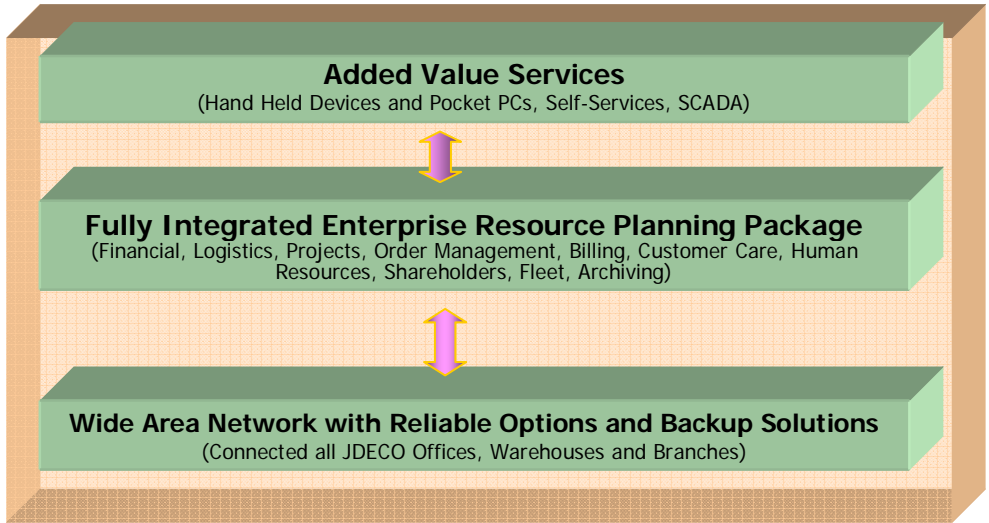 Added Value Services
(Hand Held Devices and Pocket PCs, Self-Services, SCADA)
Fully Integrated Enterprise Resource Planning Package
(Financial, Logistics, Projects, Order Management, Billing, Customer Care, Human
Resources, Shareholders, Fleet, Archiving)
Wide Area Network with Reliable Options and Backup Solutions
(Connected all JDECO Offices, Warehouses and Branches)